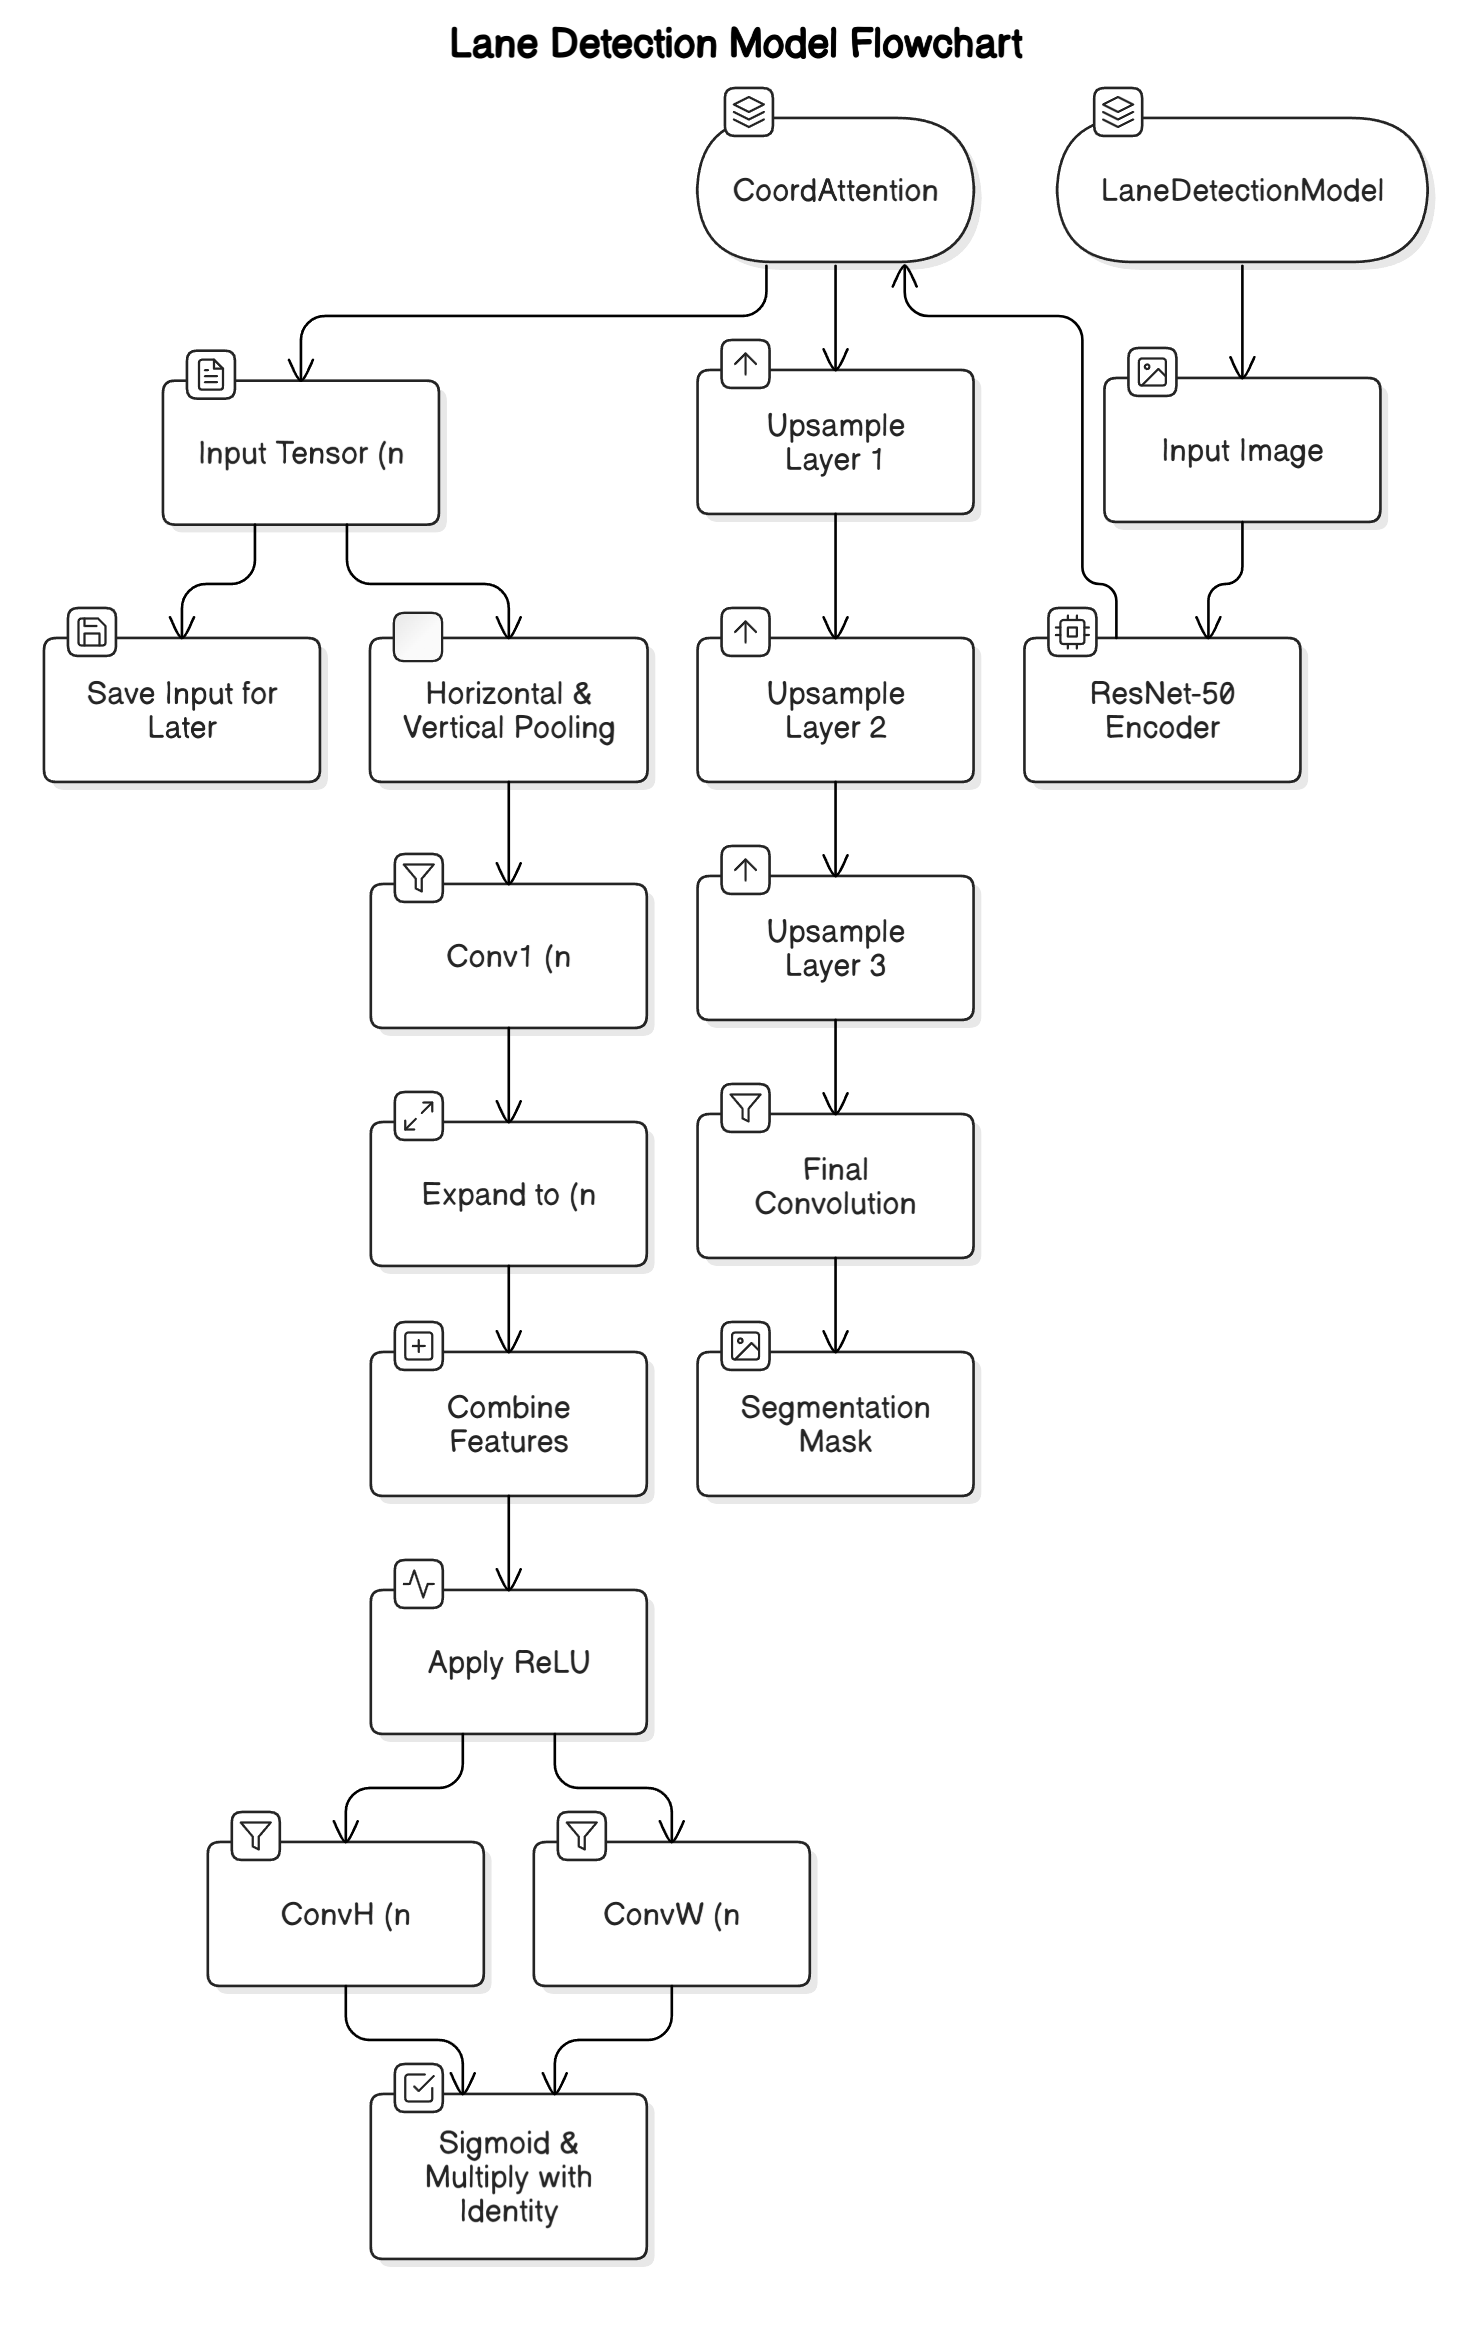 Lane Detection Model Flowchart
CoordAttention
LaneDetectionModel
Input Tensor (n
Upsample
Layer 1
Input Image
Save Input for
Later
Horizontal &
Vertical Pooling
Upsample
Layer 2
ResNet-50
Encoder
Conv1 (n
Upsample
Layer 3
Expand to (n
Final
Convolution
Combine
Features
Segmentation
Mask
Apply ReLU
ConvH (n
ConvW (n
Sigmoid &
Multiply with
Identity